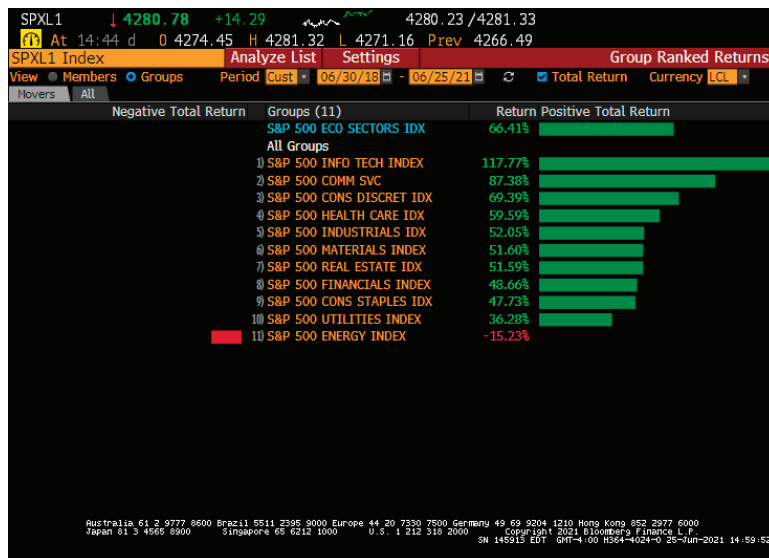 SPXL1 ↓ 4280.78 +14.29 4280.23 /4281.33
At 14:44 d O 4274.45 H 4281.32 L 4271.16 Prev 4266.49
SPXL1 Index Analyze List Settings Group Ranked Returns
View Members Groups Period Cust 06/30/18 - 06/25/21 Total Return Currency LCL
Movers All
Negative Total Return Groups (11) Return Positive Total Return
S&P 500 ECO SECTORS IDX 66.41%
All Groups
1) S&P 500 INFO TECH INDEX 117.77%
2) S&P 500 COMM SVC 87.38%
3) S&P 500 CONS DISCRET IDX 69.39%
4) S&P 500 HEALTH CARE IDX 59.59%
5) S&P 500 INDUSTRIALS IDX 52.05%
6) S&P 500 MATERIALS INDEX 51.60%
7) S&P 500 REAL ESTATE IDX 51.59%
8) S&P 500 FINANCIALS INDEX 48.66%
9) S&P 500 CONS STAPLES IDX 47.73%
10) S&P 500 UTILITIES INDEX 36.28%
11) S&P 500 ENERGY INDEX -15.23%
Australia 61 2 9777 8600 Brazil 5511 2395 9000 Europe 44 20 7330 7500 Germany 49 69 9204 1210 Hong Kong 852 2977 6000
Japan 81 3 4565 8900 Singapore 65 6212 1000 U.S. 1 212 318 2000 Copyright 2021 Bloomberg Finance L.P.
SN 145913 EDT GMT-4:00 H364-4024-0 25-Jun-2021 14:59:52